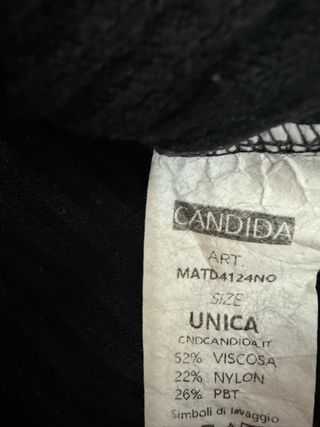 CANDIDA
ART.
MATD4124NO
SIZE
UNICA
CNDCANDIDA.IT
52% VISCOSA
22% NYLON
26% PBT
Simboli di lavaggio